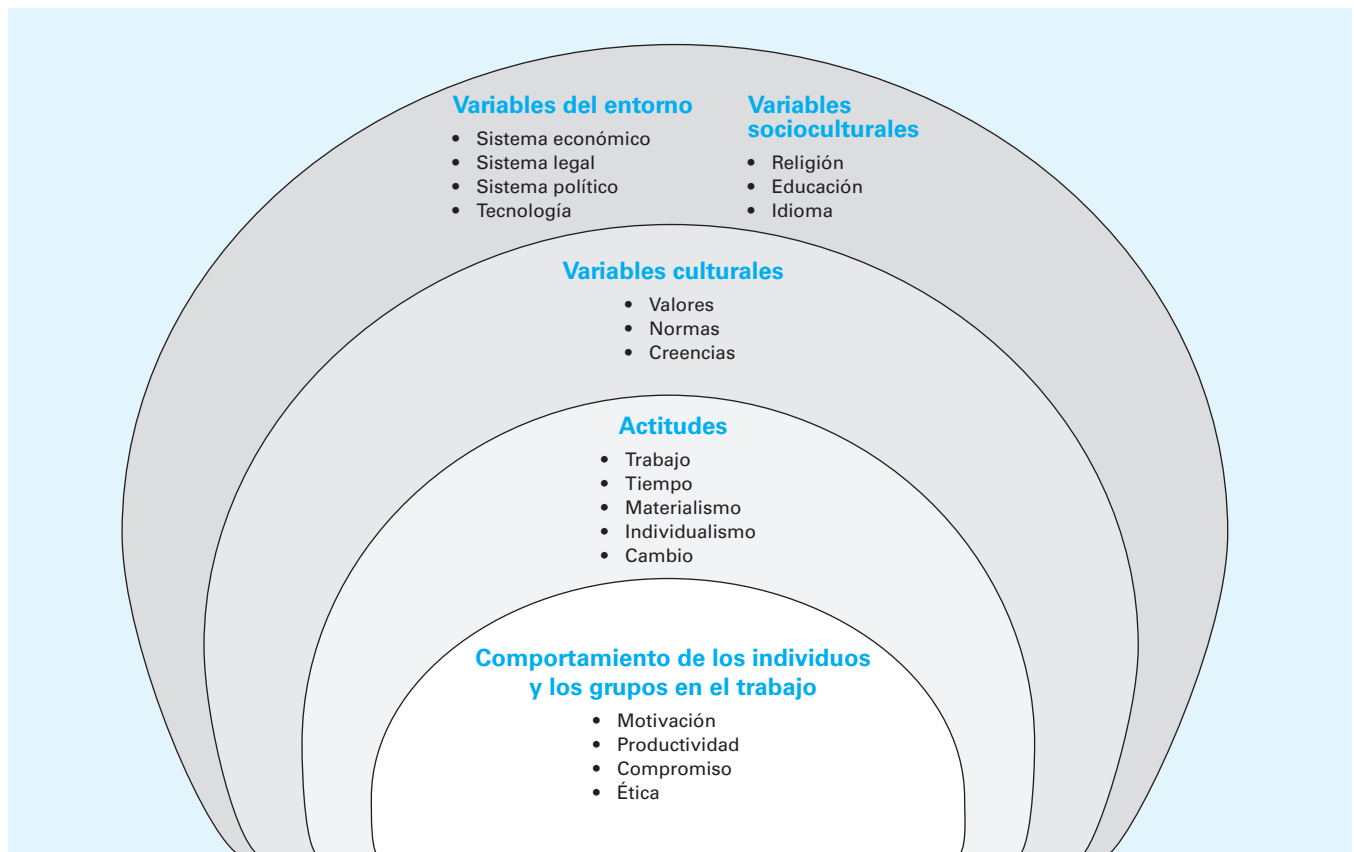 Variables del entorno
• Sistema económico
• Sistema legal
• Sistema político
• Tecnología
Variables
socioculturales
• Religión
• Educación
• Idioma
Variables culturales
• Valores
• Normas
• Creencias
Actitudes
• Trabajo
• Tiempo
• Materialismo
• Individualismo
• Cambio
Comportamiento de los individuos
y los grupos en el trabajo
• Motivación
• Productividad
• Compromiso
• Ética